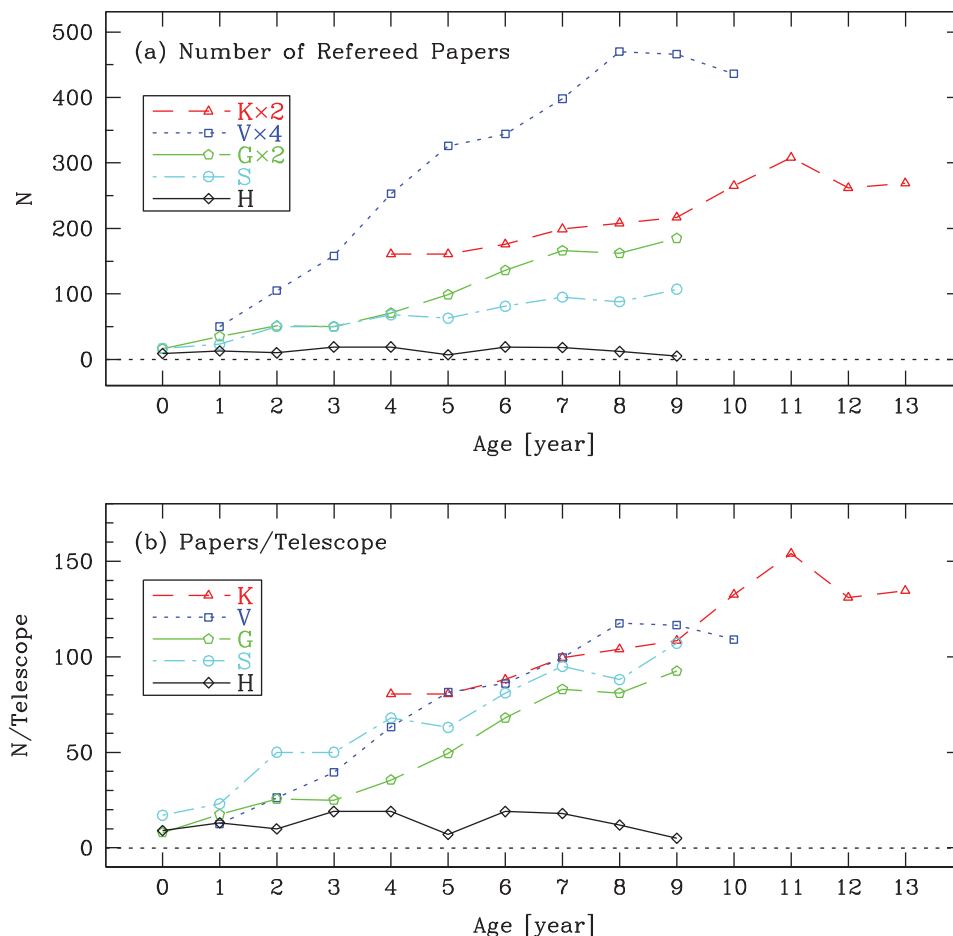 (a) Number of Refereed Papers
500
400
300
200
100
0
N
K×2
V×4
G×2
S
H
0 1 2 3 4 5 6 7 8 9 10 11 12 13
Age [year]
(b) Papers/Telescope
150
100
50
0
N/Telescope
K
V
G
S
H
0 1 2 3 4 5 6 7 8 9 10 11 12 13
Age [year]